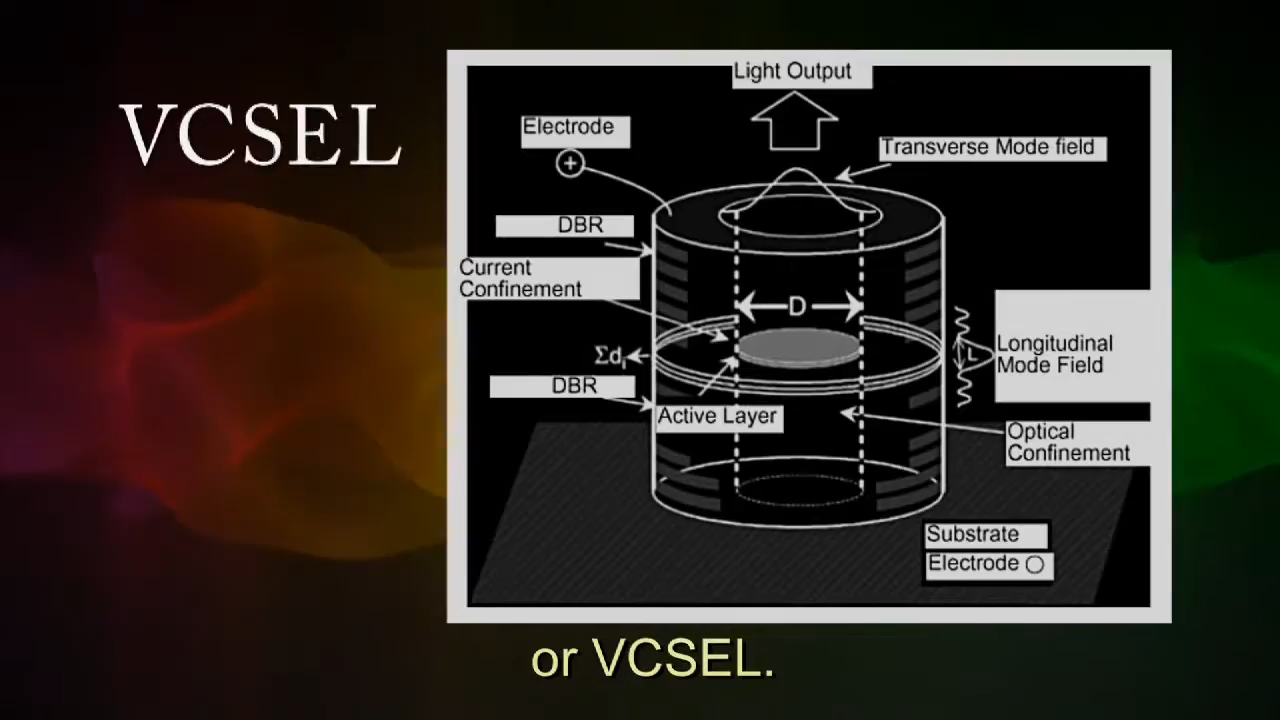 VCSEL
Light Output
Electrode
+
Transverse Mode field
DBR
Current
Confinement
D
Σdi
L
Longitudinal
Mode Field
DBR
Active Layer
Optical
Confinement
Substrate
Electrode
or VCSEL.